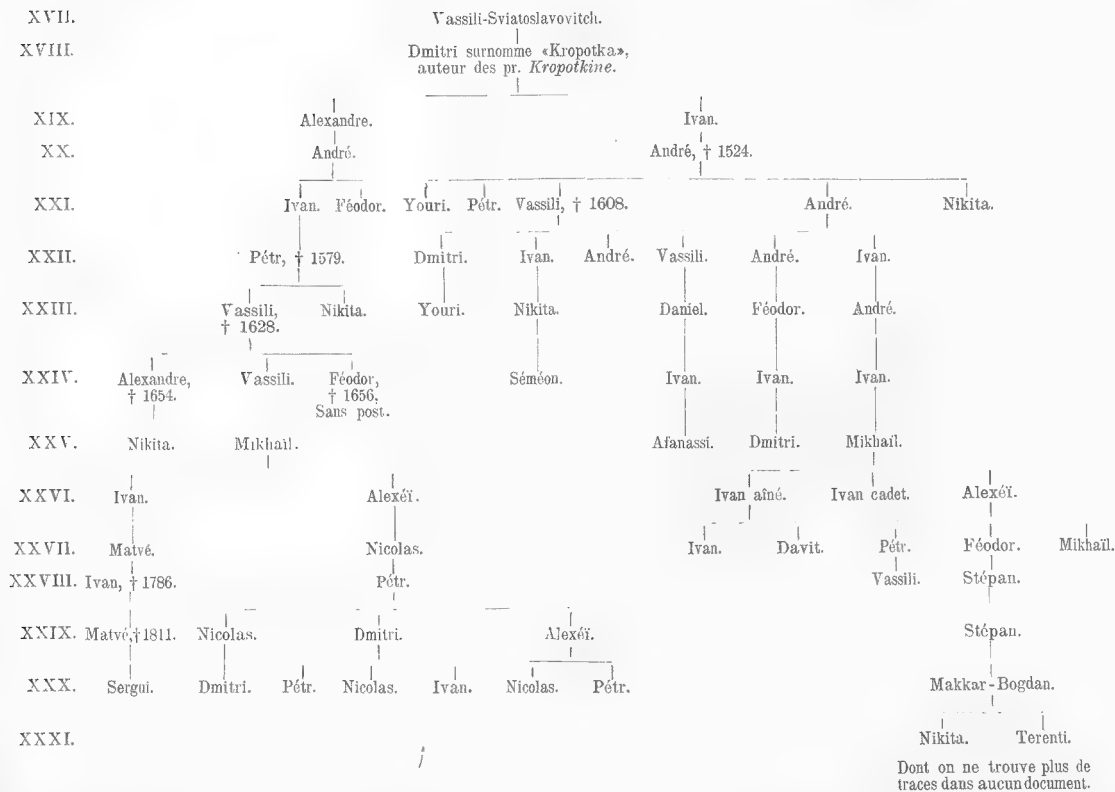 XVII. Vassili-Sviatoslavovitch.
XVIII. Dmitri surnomme «Kropotka»,
auteur des pr. Kropotkine.
XIX. Alexandre. Ivan.
XX. André. André, † 1524.
XXI. Ivan. Féodor. Youri. Pétr. Vassili, † 1608. André. Nikita.
XXII. Pétr, † 1579. Dmitri. Ivan. André. Vassili. André. Ivan.
XXIII. Vassili, Nikita. Youri. Nikita. Daniel. Féodor. André.
† 1628.
XXIV. Alexandre, Vassili. Féodor, Séméon. Ivan. Ivan. Ivan.
† 1654. † 1656.
Sans post.
XXV. Nikita. Mikhaïl. Afanassi. Dmitri. Mikhaïl.
XXVI. Ivan. Alexéï. Ivan aîné. Ivan cadet. Alexéï.
XXVII. Matvé. Nicolas. Ivan. Davit. Pétr. Féodor. Mikhaïl.
XXVIII. Ivan, † 1786. Pétr. Vassili. Stépan.
XXIX. Matvé, † 1811. Nicolas. Dmitri. Alexéï. Stépan.
XXX. Sergui. Dmitri. Pétr. Nicolas. Ivan. Nicolas. Pétr. Makkar-Bogdan.
XXXI. Nikita. Terenti.
Dont on ne trouve plus de
traces dans aucun document.